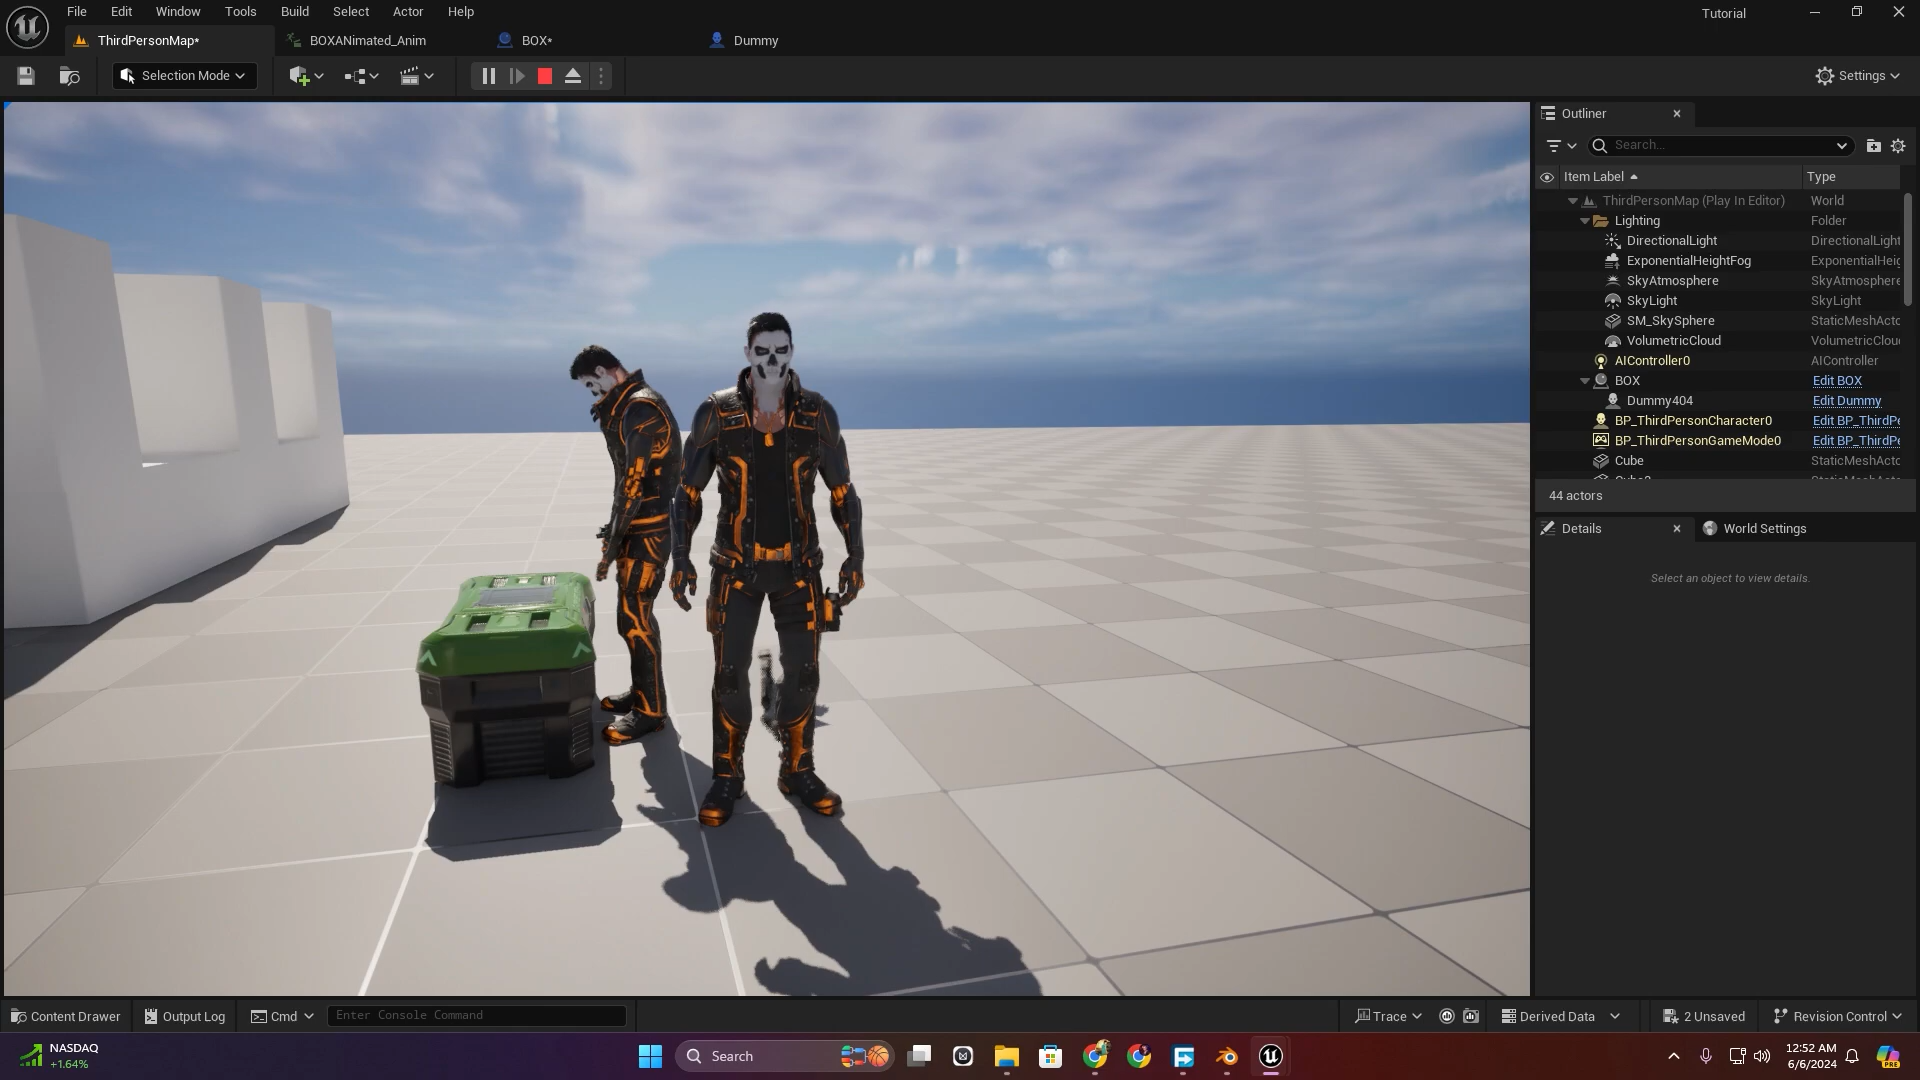 File Edit Window Tools Build Select Actor Help
Tutorial
ThirdPersonMap*
BOXANimated_Anim
BOX*
Dummy
Selection Mode
Settings
Outliner
Search...
Item Label
Type
ThirdPersonMap (Play In Editor) World
Lighting Folder
DirectionalLight DirectionalLight
ExponentialHeightFog ExponentialHeig
SkyAtmosphere SkyAtmosphere
SkyLight SkyLight
SM_SkySphere StaticMeshActo
VolumetricCloud VolumetricClou
AIController0 AIController
BOX Edit BOX
Dummy404 Edit Dummy
BP_ThirdPersonCharacter0 Edit BP_ThirdPe
BP_ThirdPersonGameMode0 Edit BP_ThirdPe
Cube StaticMeshActo
44 actors
Details
World Settings
Select an object to view details.
Content Drawer
Output Log
Cmd
Enter Console Command
Trace
Derived Data
2 Unsaved
Revision Control
NASDAQ
+1.64%
Search
12:52 AM
6/6/2024
PRE